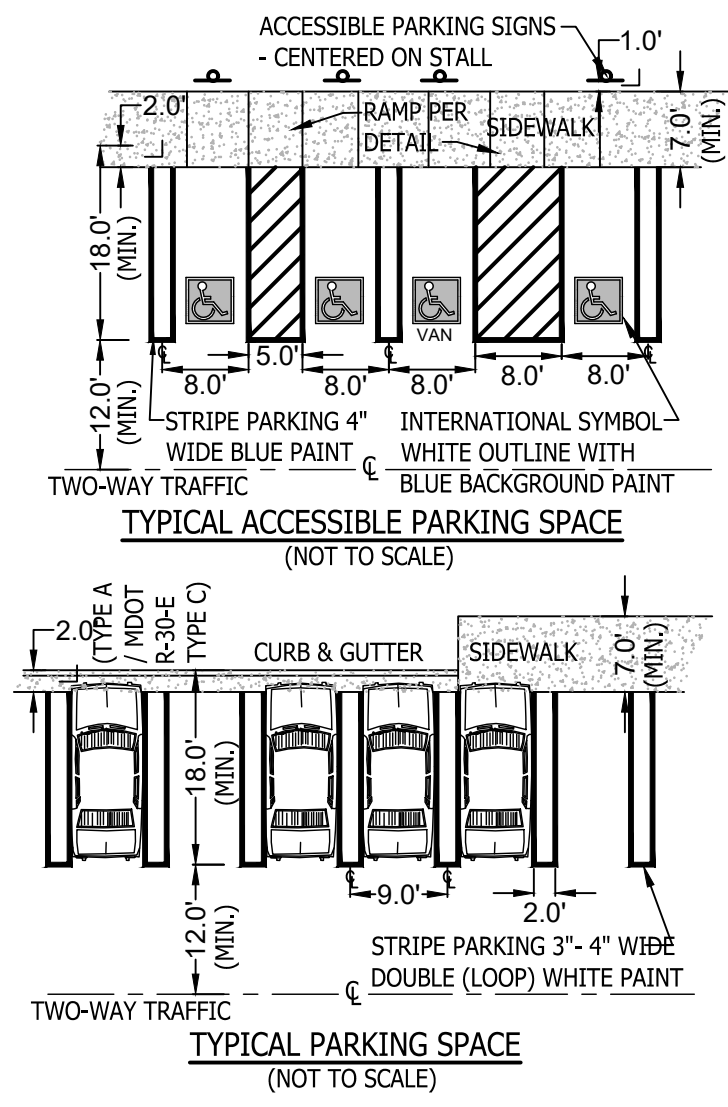 ACCESSIBLE PARKING SIGNS
- CENTERED ON STALL
1.0'
2.0'
RAMP PER
DETAIL
SIDEWALK
7.0'
(MIN.)
18.0'
(MIN.)
VAN
℄
5.0'
℄
℄
8.0'
8.0'
8.0'
8.0'
8.0'
12.0'
(MIN.)
STRIPE PARKING 4"
WIDE BLUE PAINT
INTERNATIONAL SYMBOL
WHITE OUTLINE WITH
BLUE BACKGROUND PAINT
℄
TWO-WAY TRAFFIC
TYPICAL ACCESSIBLE PARKING SPACE
(NOT TO SCALE)
2.0'
(TYPE A
/ MDOT
R-30-E
TYPE C)
CURB & GUTTER
SIDEWALK
7.0'
(MIN.)
18.0'
(MIN.)
℄
℄
9.0'
2.0'
12.0'
(MIN.)
STRIPE PARKING 3"- 4" WIDE
DOUBLE (LOOP) WHITE PAINT
℄
TWO-WAY TRAFFIC
TYPICAL PARKING SPACE
(NOT TO SCALE)